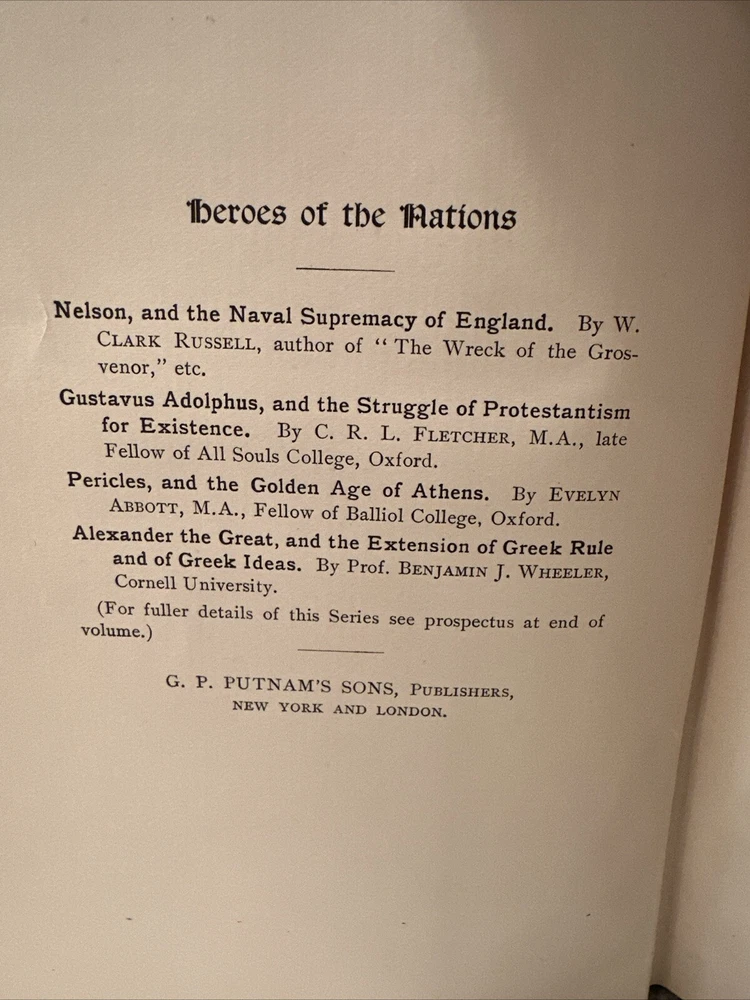 Heroes of the Nations
Nelson, and the Naval Supremacy of England. By W.
CLARK RUSSELL, author of “ The Wreck of the Gros-
venor,” etc.
Gustavus Adolphus, and the Struggle of Protestantism
for Existence. By C. R. L. FLETCHER, M.A., late
Fellow of All Souls College, Oxford.
Pericles, and the Golden Age of Athens. By EVELYN
ABBOTT, M.A., Fellow of Balliol College, Oxford.
Alexander the Great, and the Extension of Greek Rule
and of Greek Ideas. By Prof. BENJAMIN J. WHEELER,
Cornell University.
(For fuller details of this Series see prospectus at end of
volume.)
G. P. PUTNAM'S SONS, PUBLISHERS,
NEW YORK AND LONDON.